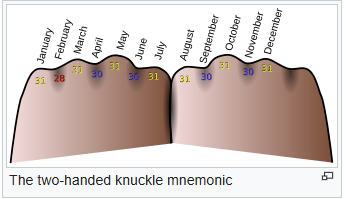 January
February
March
April
May
June
July
August
September
October
November
December
31
28
31
30
31
30
31
31
30
31
30
31
The two-handed knuckle mnemonic